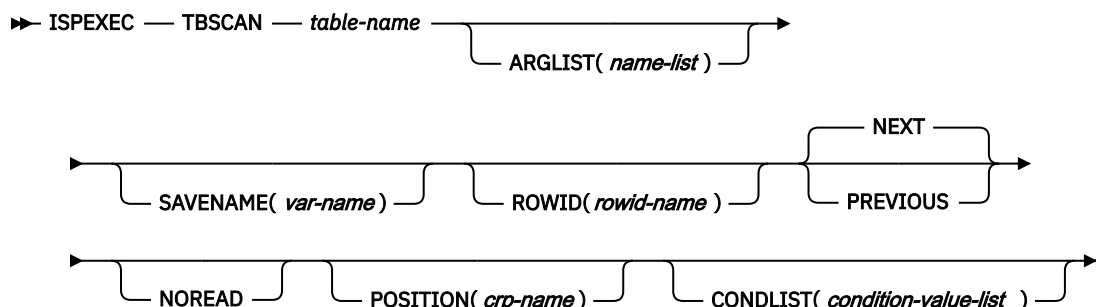 ISPEXEC TBSCAN table-name
ARGLIST( name-list )
NEXT
SAVENAME( var-name ) ROWID( rowid-name ) PREVIOUS
NOREAD POSITION( crp-name ) CONDLIST( condition-value-list )